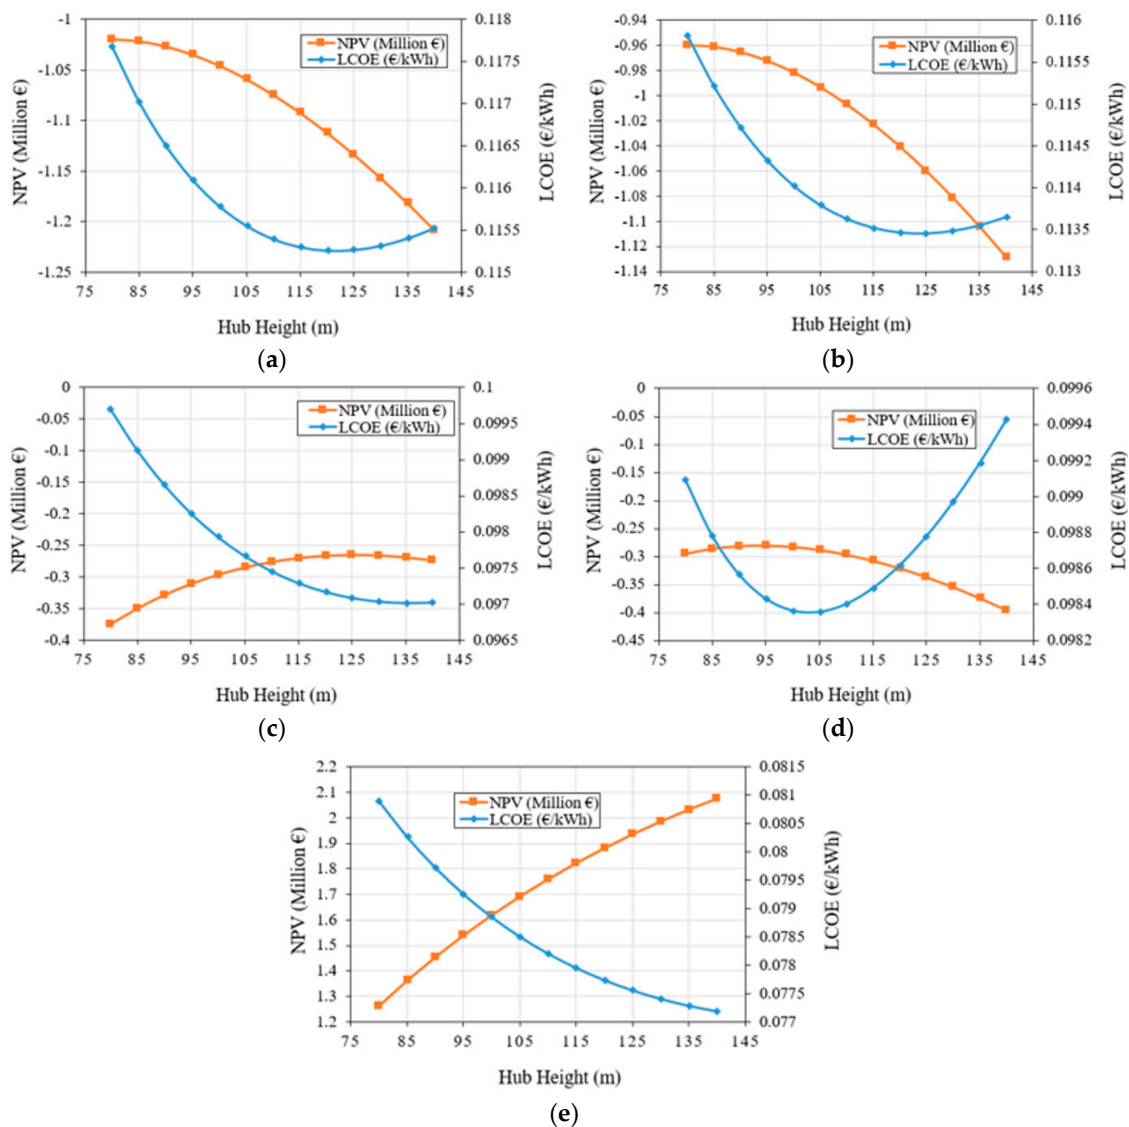 -1
-1.05
-1.1
-1.15
-1.2
-1.25
NPV (Million €)
NPV (Million €)
LCOE (€/kWh)
0.118
0.1175
0.117
0.1165
0.116
0.1155
0.115
LCOE (€/kWh)
75 85 95 105 115 125 135 145
Hub Height (m)
(a)
-0.94
-0.96
-0.98
-1
-1.02
-1.04
-1.06
-1.08
-1.1
-1.12
-1.14
NPV (Million €)
NPV (Million €)
LCOE (€/kWh)
0.116
0.1155
0.115
0.1145
0.114
0.1135
0.113
LCOE (€/kWh)
75 85 95 105 115 125 135 145
Hub Height (m)
(b)
0
-0.05
-0.1
-0.15
-0.2
-0.25
-0.3
-0.35
-0.4
NPV (Million €)
NPV (Million €)
LCOE (€/kWh)
0.1
0.0995
0.099
0.0985
0.098
0.0975
0.097
0.0965
LCOE (€/kWh)
75 85 95 105 115 125 135 145
Hub Height (m)
(c)
0
-0.05
-0.1
-0.15
-0.2
-0.25
-0.3
-0.35
-0.4
-0.45
NPV (Million €)
NPV (Million €)
LCOE (€/kWh)
0.0996
0.0994
0.0992
0.099
0.0988
0.0986
0.0984
0.0982
LCOE (€/kWh)
75 85 95 105 115 125 135 145
Hub Height (m)
(d)
2.2
2.1
2
1.9
1.8
1.7
1.6
1.5
1.4
1.3
1.2
NPV (Million €)
NPV (Million €)
LCOE (€/kWh)
0.0815
0.081
0.0805
0.08
0.0795
0.079
0.0785
0.078
0.0775
0.077
LCOE (€/kWh)
75 85 95 105 115 125 135 145
Hub Height (m)
(e)